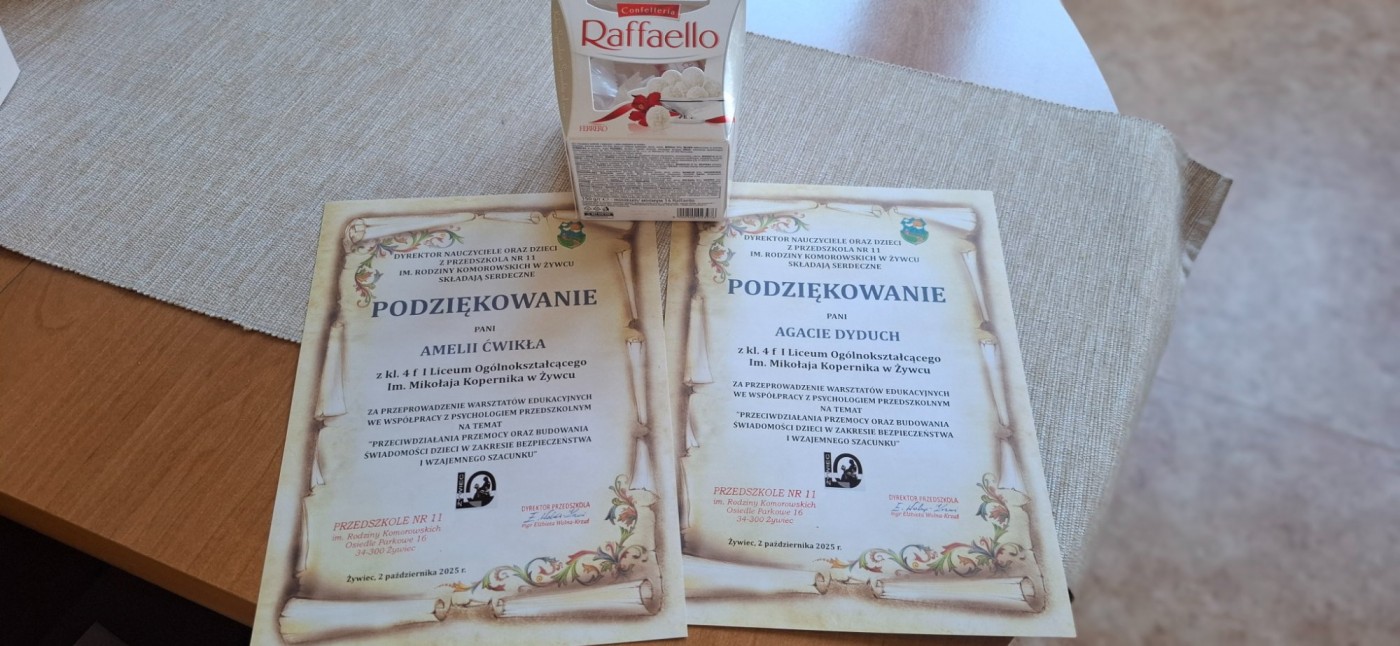 Confetteria
Raffaello
FERRERO
DYREKTOR NAUCZYCIELE ORAZ DZIECI
Z PRZEDSZKOLA NR 11
IM. RODZINY KOMOROWSKICH W ŻYWCU
SKŁADAJĄ SERDECZNE
PODZIĘKOWANIE
PANI
AMELII ĆWIKŁA
z kl. 4 f I Liceum Ogólnokształcącego
Im. Mikołaja Kopernika w Żywcu
ZA PRZEPROWADZENIE WARSZTATÓW EDUKACYJNYCH
WE WSPÓŁPRACY Z PSYCHOLOGIEM PRZEDSZKOLNYM
NA TEMAT
"PRZECIWDZIAŁANIA PRZEMOCY ORAZ BUDOWANIA
ŚWIADOMOŚCI DZIECI W ZAKRESIE BEZPIECZEŃSTWA
I WZAJEMNEGO SZACUNKU"
PRZEDSZKOLE NR 11
im. Rodziny Komorowskich
Osiedle Parkowe 16
34-300 Żywiec
DYREKTOR PRZEDSZKOLA
Żywiec, 2 października 2025 r.
DYREKTOR NAUCZYCIELE ORAZ DZIECI
Z PRZEDSZKOLA NR 11
IM. RODZINY KOMOROWSKICH W ŻYWCU
SKŁADAJĄ SERDECZNE
PODZIĘKOWANIE
PANI
AGACIE DYDUCH
z kl. 4 f I Liceum Ogólnokształcącego
Im. Mikołaja Kopernika w Żywcu
ZA PRZEPROWADZENIE WARSZTATÓW EDUKACYJNYCH
WE WSPÓŁPRACY Z PSYCHOLOGIEM PRZEDSZKOLNYM
NA TEMAT
"PRZECIWDZIAŁANIA PRZEMOCY ORAZ BUDOWANIA
ŚWIADOMOŚCI DZIECI W ZAKRESIE BEZPIECZEŃSTWA
I WZAJEMNEGO SZACUNKU"
PRZEDSZKOLE NR 11
im. Rodziny Komorowskich
Osiedle Parkowe 16
34-300 Żywiec
DYREKTOR PRZEDSZKOLA
Żywiec, 2 października 2025 r.